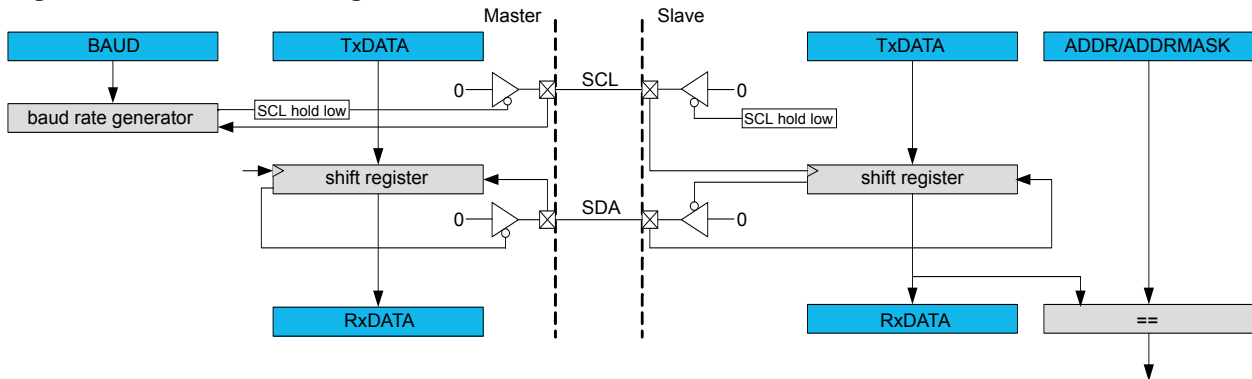 Master Slave
BAUD TxDATA TxDATA ADDR/ADDRMASK
0 SCL 0
SCL hold low
baud rate generator SCL hold low
shift register shift register
SDA
0 0
RxDATA RxDATA ==